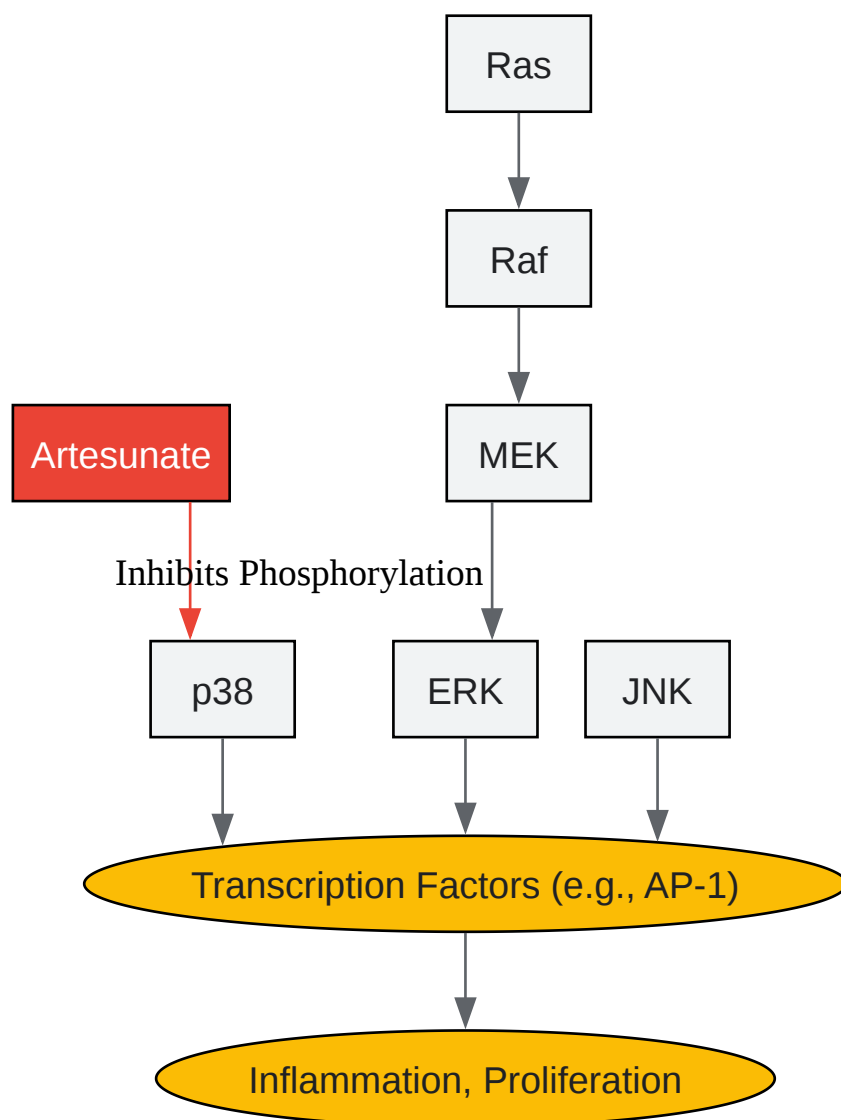 Ras
Raf
Artesunate
MEK
Inhibits Phosphorylation
p38
ERK
JNK
Transcription Factors (e.g., AP-1)
Inflammation, Proliferation